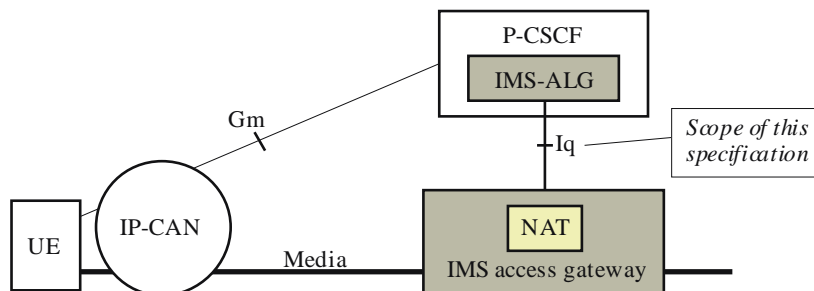 P-CSCF
IMS-ALG
Gm
Iq
Scope of this
specification
UE
IP-CAN
NAT
Media
IMS access gateway